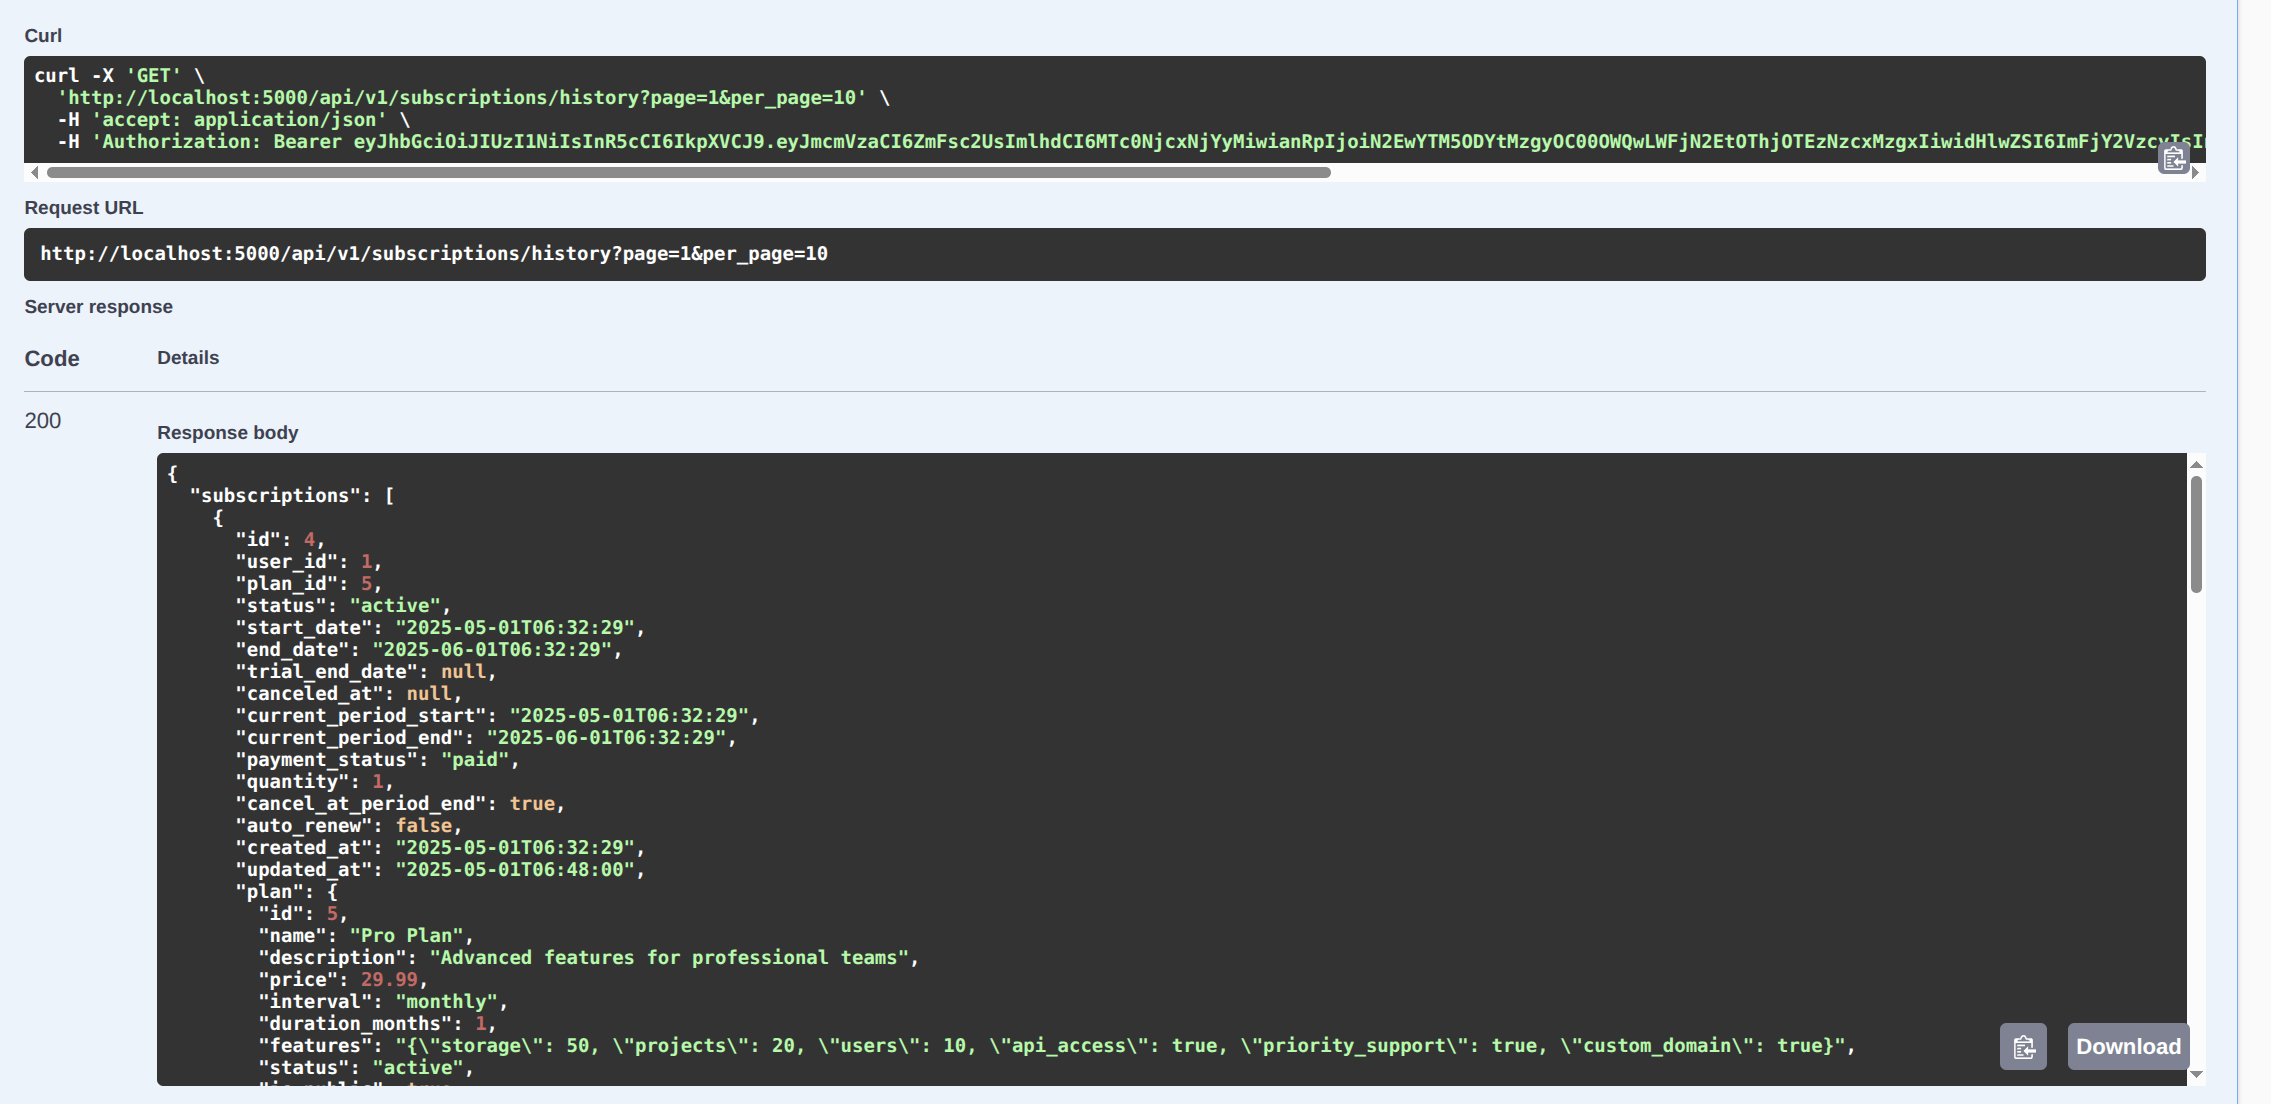 Curl
curl -X 'GET' \
'http://localhost:5000/api/v1/subscriptions/history?page=1&per_page=10' \
-H 'accept: application/json' \
-H 'Authorization: Bearer eyJhbGciOiJIUzI1NiIsInR5cCI6IkpXVCJ9.eyJmcmVzaCI6ZmFsc2UsImlhdCI6MTc0NjcxNjYyMiwianRpIjoiN2EwYTM5ODYtMzgyOC00OWQwLWFjN2EtOThjOTEzNzcxMzgxIiwidHlwZSI6ImFjY2Vzcy
Request URL
http://localhost:5000/api/v1/subscriptions/history?page=1&per_page=10
Server response
Code Details
200
Response body
{
"subscriptions": [
{
"id": 4,
"user_id": 1,
"plan_id": 5,
"status": "active",
"start_date": "2025-05-01T06:32:29",
"end_date": "2025-06-01T06:32:29",
"trial_end_date": null,
"canceled_at": null,
"current_period_start": "2025-05-01T06:32:29",
"current_period_end": "2025-06-01T06:32:29",
"payment_status": "paid",
"quantity": 1,
"cancel_at_period_end": true,
"auto_renew": false,
"created_at": "2025-05-01T06:32:29",
"updated_at": "2025-05-01T06:48:00",
"plan": {
"id": 5,
"name": "Pro Plan",
"description": "Advanced features for professional teams",
"price": 29.99,
"interval": "monthly",
"duration_months": 1,
"features": "{\"storage\": 50, \"projects\": 20, \"users\": 10, \"api_access\": true, \"priority_support\": true, \"custom_domain\": true}",
"status": "active",
Download